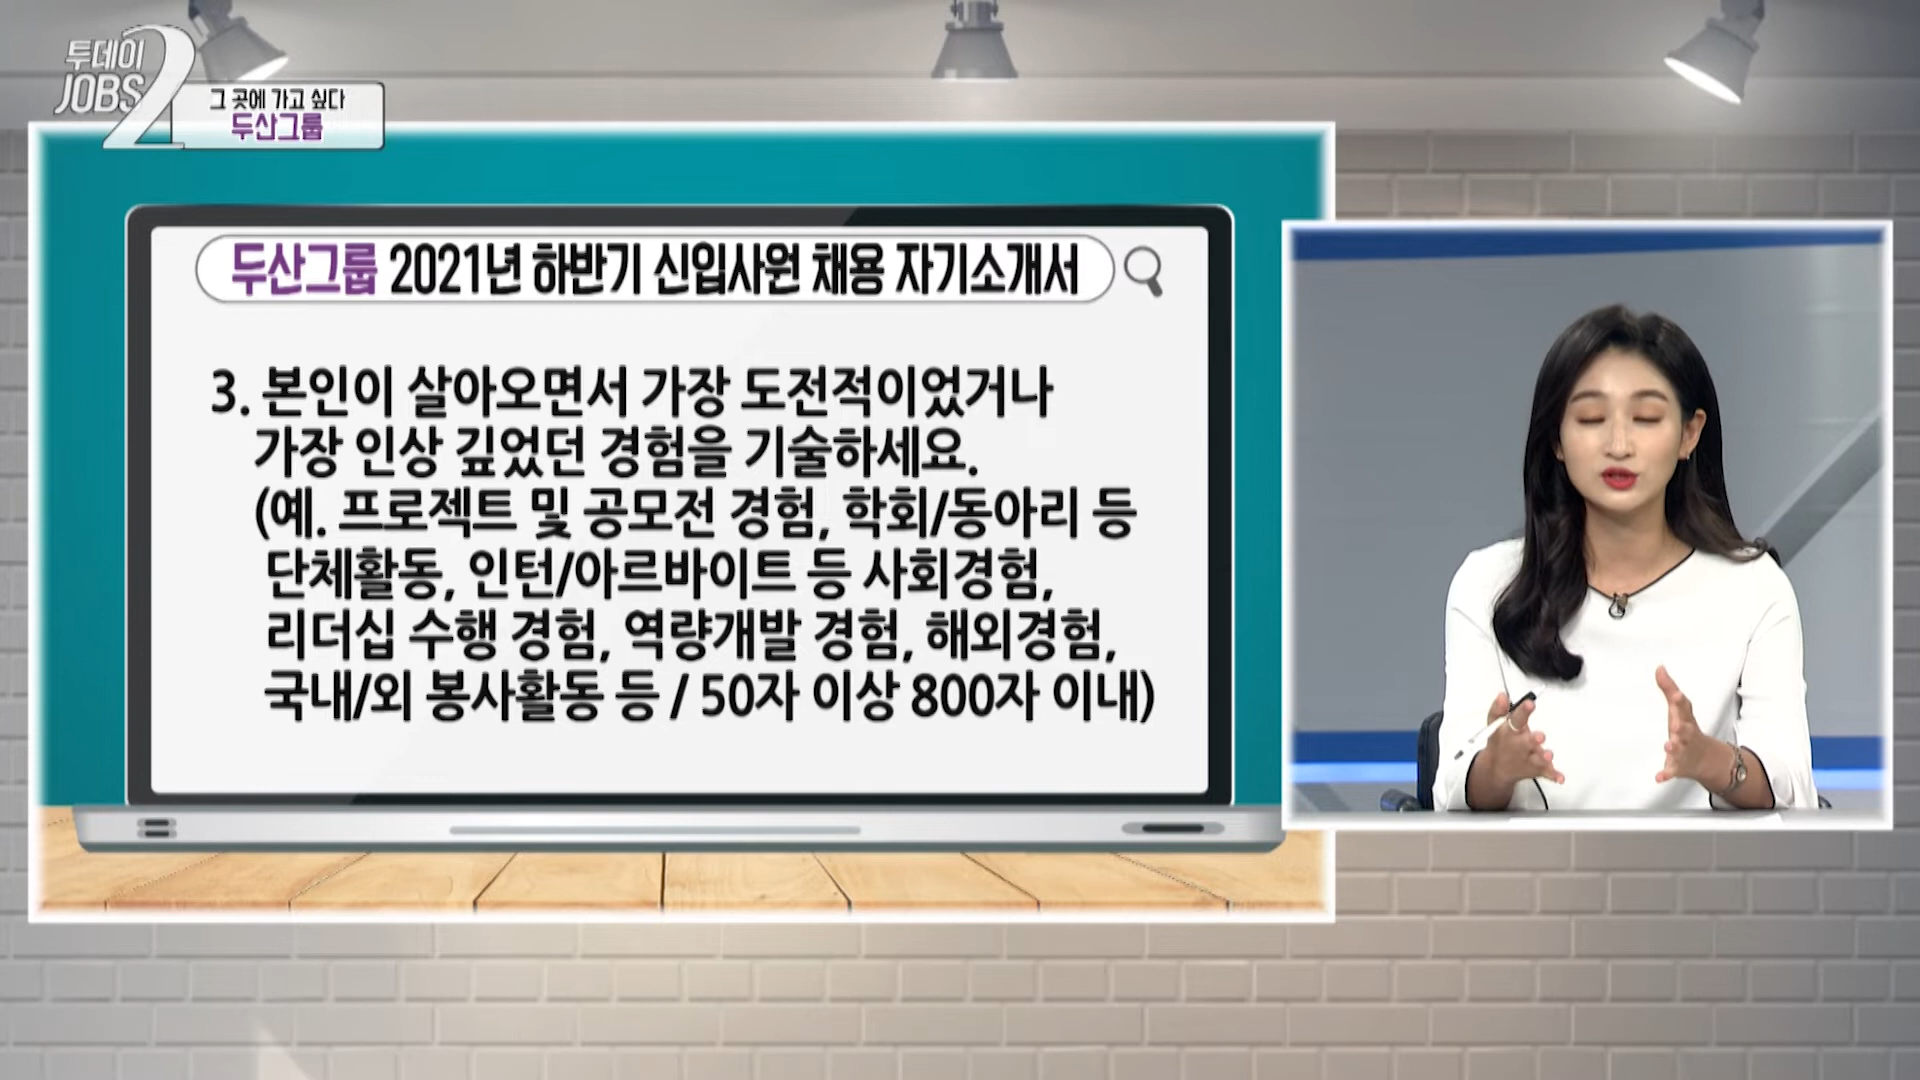 투데이
JOBS 2
그 곳에 가고 싶다
두산그룹
두산그룹 2021년 하반기 신입사원 채용 자기소개서
3. 본인이 살아오면서 가장 도전적이었거나
가장 인상 깊었던 경험을 기술하세요.
(예. 프로젝트 및 공모전 경험, 학회/동아리 등
단체활동, 인턴/아르바이트 등 사회경험,
리더십 수행 경험, 역량개발 경험, 해외경험,
국내/외 봉사활동 등 / 50자 이상 800자 이내)